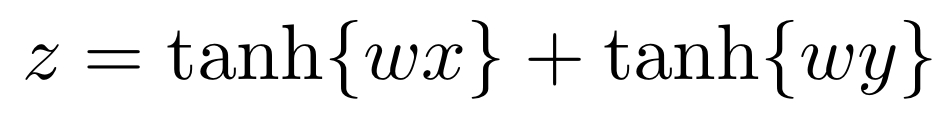 z = tanh{wx} + tanh{wy}